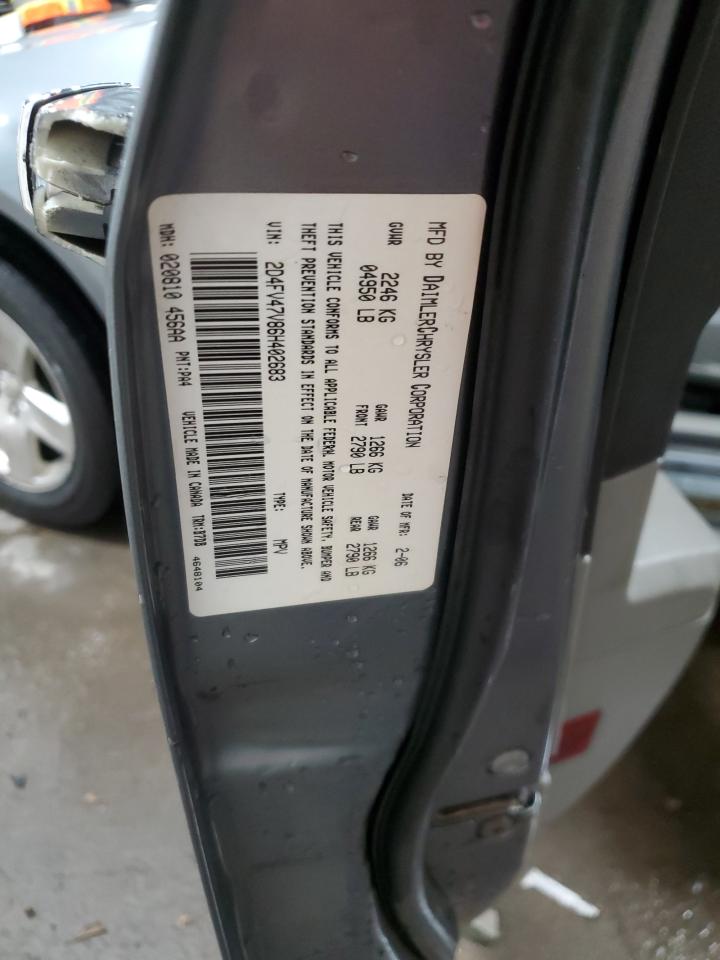 MFD BY DAIMLERCHRYSLER CORPORATION
DATE OF MFR: 2-06
GVWR 2246 KG 04950 LB
GAWR FRONT 1266 KG 2790 LB
GAWR REAR 1266 KG 2790 LB
THIS VEHICLE CONFORMS TO ALL APPLICABLE FEDERAL MOTOR VEHICLE SAFETY, BUMPER AND
THEFT PREVENTION STANDARDS IN EFFECT ON THE DATE OF MANUFACTURE SHOWN ABOVE.
VIN: 2D4FV47V86H402683 TYPE: MPV
MDH: 020810 456AA PNT:PA4 VEHICLE MADE IN CANADA TRM:D7D8
4648104